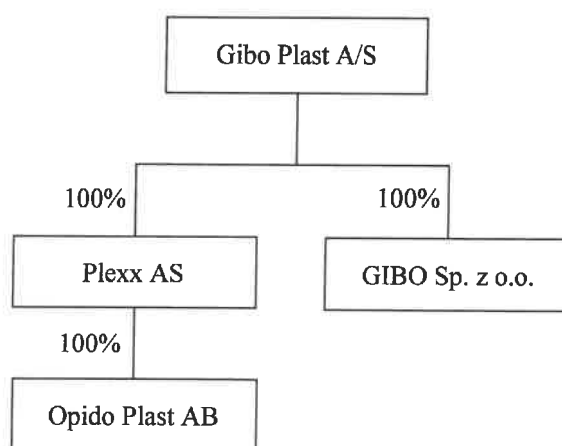 Gibo Plast A/S
100%
100%
Plexx AS
GIBO Sp. z o.o.
100%
Opido Plast AB